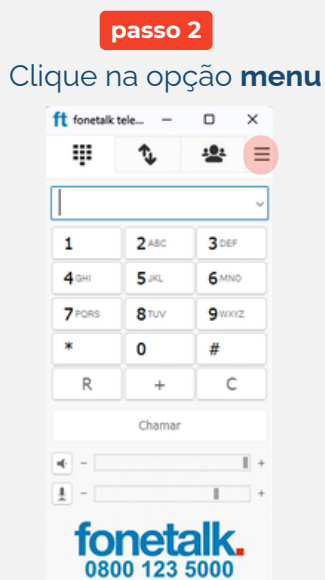 passo 2
Clique na opção menu
ft fonetalk tele...
1 2 ABC 3 DEF
4 GHI 5 JKL 6 MNO
7 PQRS 8 TUV 9 WXYZ
* 0 #
R + C
Chamar
- +
- +
fonetalk.
0800 123 5000